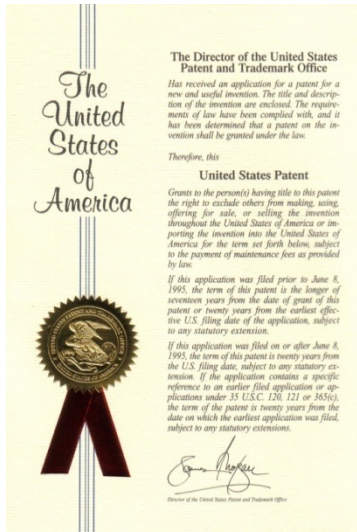 The
United
States
of
America
The Director of the United States
Patent and Trademark Office
Has received an application for a patent for a
new and useful invention. The title and descrip-
tion of the invention are enclosed. The require-
ments of law have been complied with, and it
has been determined that a patent on the in-
vention shall be granted under the law.
Therefore, this
United States Patent
Grants to the person(s) having title to this patent
the right to exclude others from making, using,
offering for sale, or selling the invention
throughout the United States of America or im-
porting the invention into the United States of
America for the term set forth below, subject
to the payment of maintenance fees as provided
by law.
If this application was filed prior to June 8,
1995, the term of this patent is the longer of
seventeen years from the date of grant of this
patent or twenty years from the earliest effec-
tive U.S. filing date of the application, subject
to any statutory extension.
If this application was filed on or after June 8,
1995, the term of this patent is twenty years from
the U.S. filing date, subject to any statutory ex-
tension. If the application contains a specific
reference to an earlier filed application or ap-
plications under 35 U.S.C. 120, 121 or 365(c),
the term of the patent is twenty years from the
date on which the earliest application was filed,
subject to any statutory extensions.
Director of the United States Patent and Trademark Office